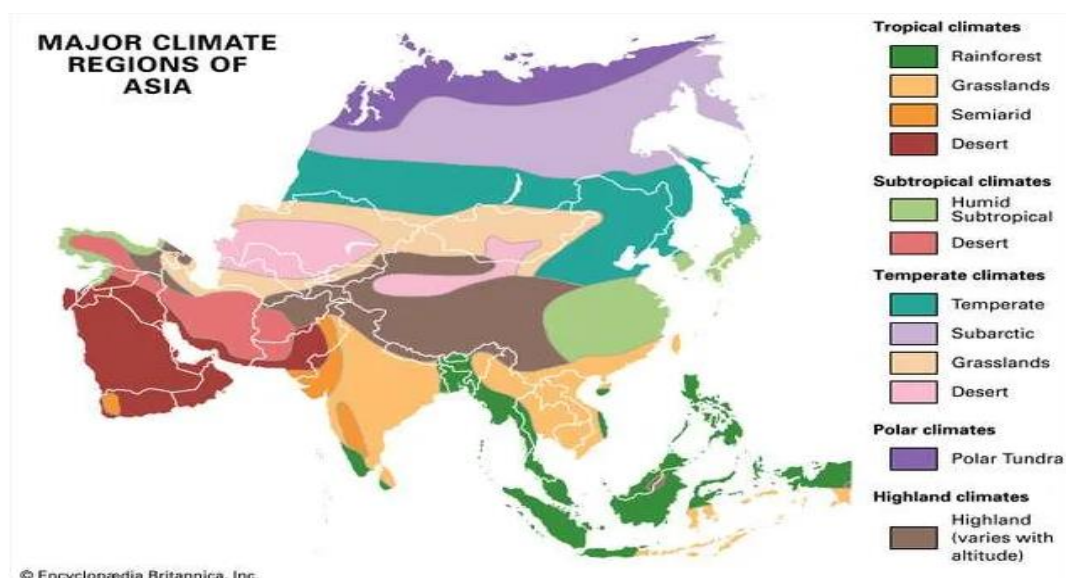 MAJOR CLIMATE
REGIONS OF
ASIA
Tropical climates
Rainforest
Grasslands
Semiarid
Desert
Subtropical climates
Humid
Subtropical
Desert
Temperate climates
Temperate
Subarctic
Grasslands
Desert
Polar climates
Polar Tundra
Highland climates
Highland
(varies with
altitude)
© Encyclopædia Britannica, Inc.